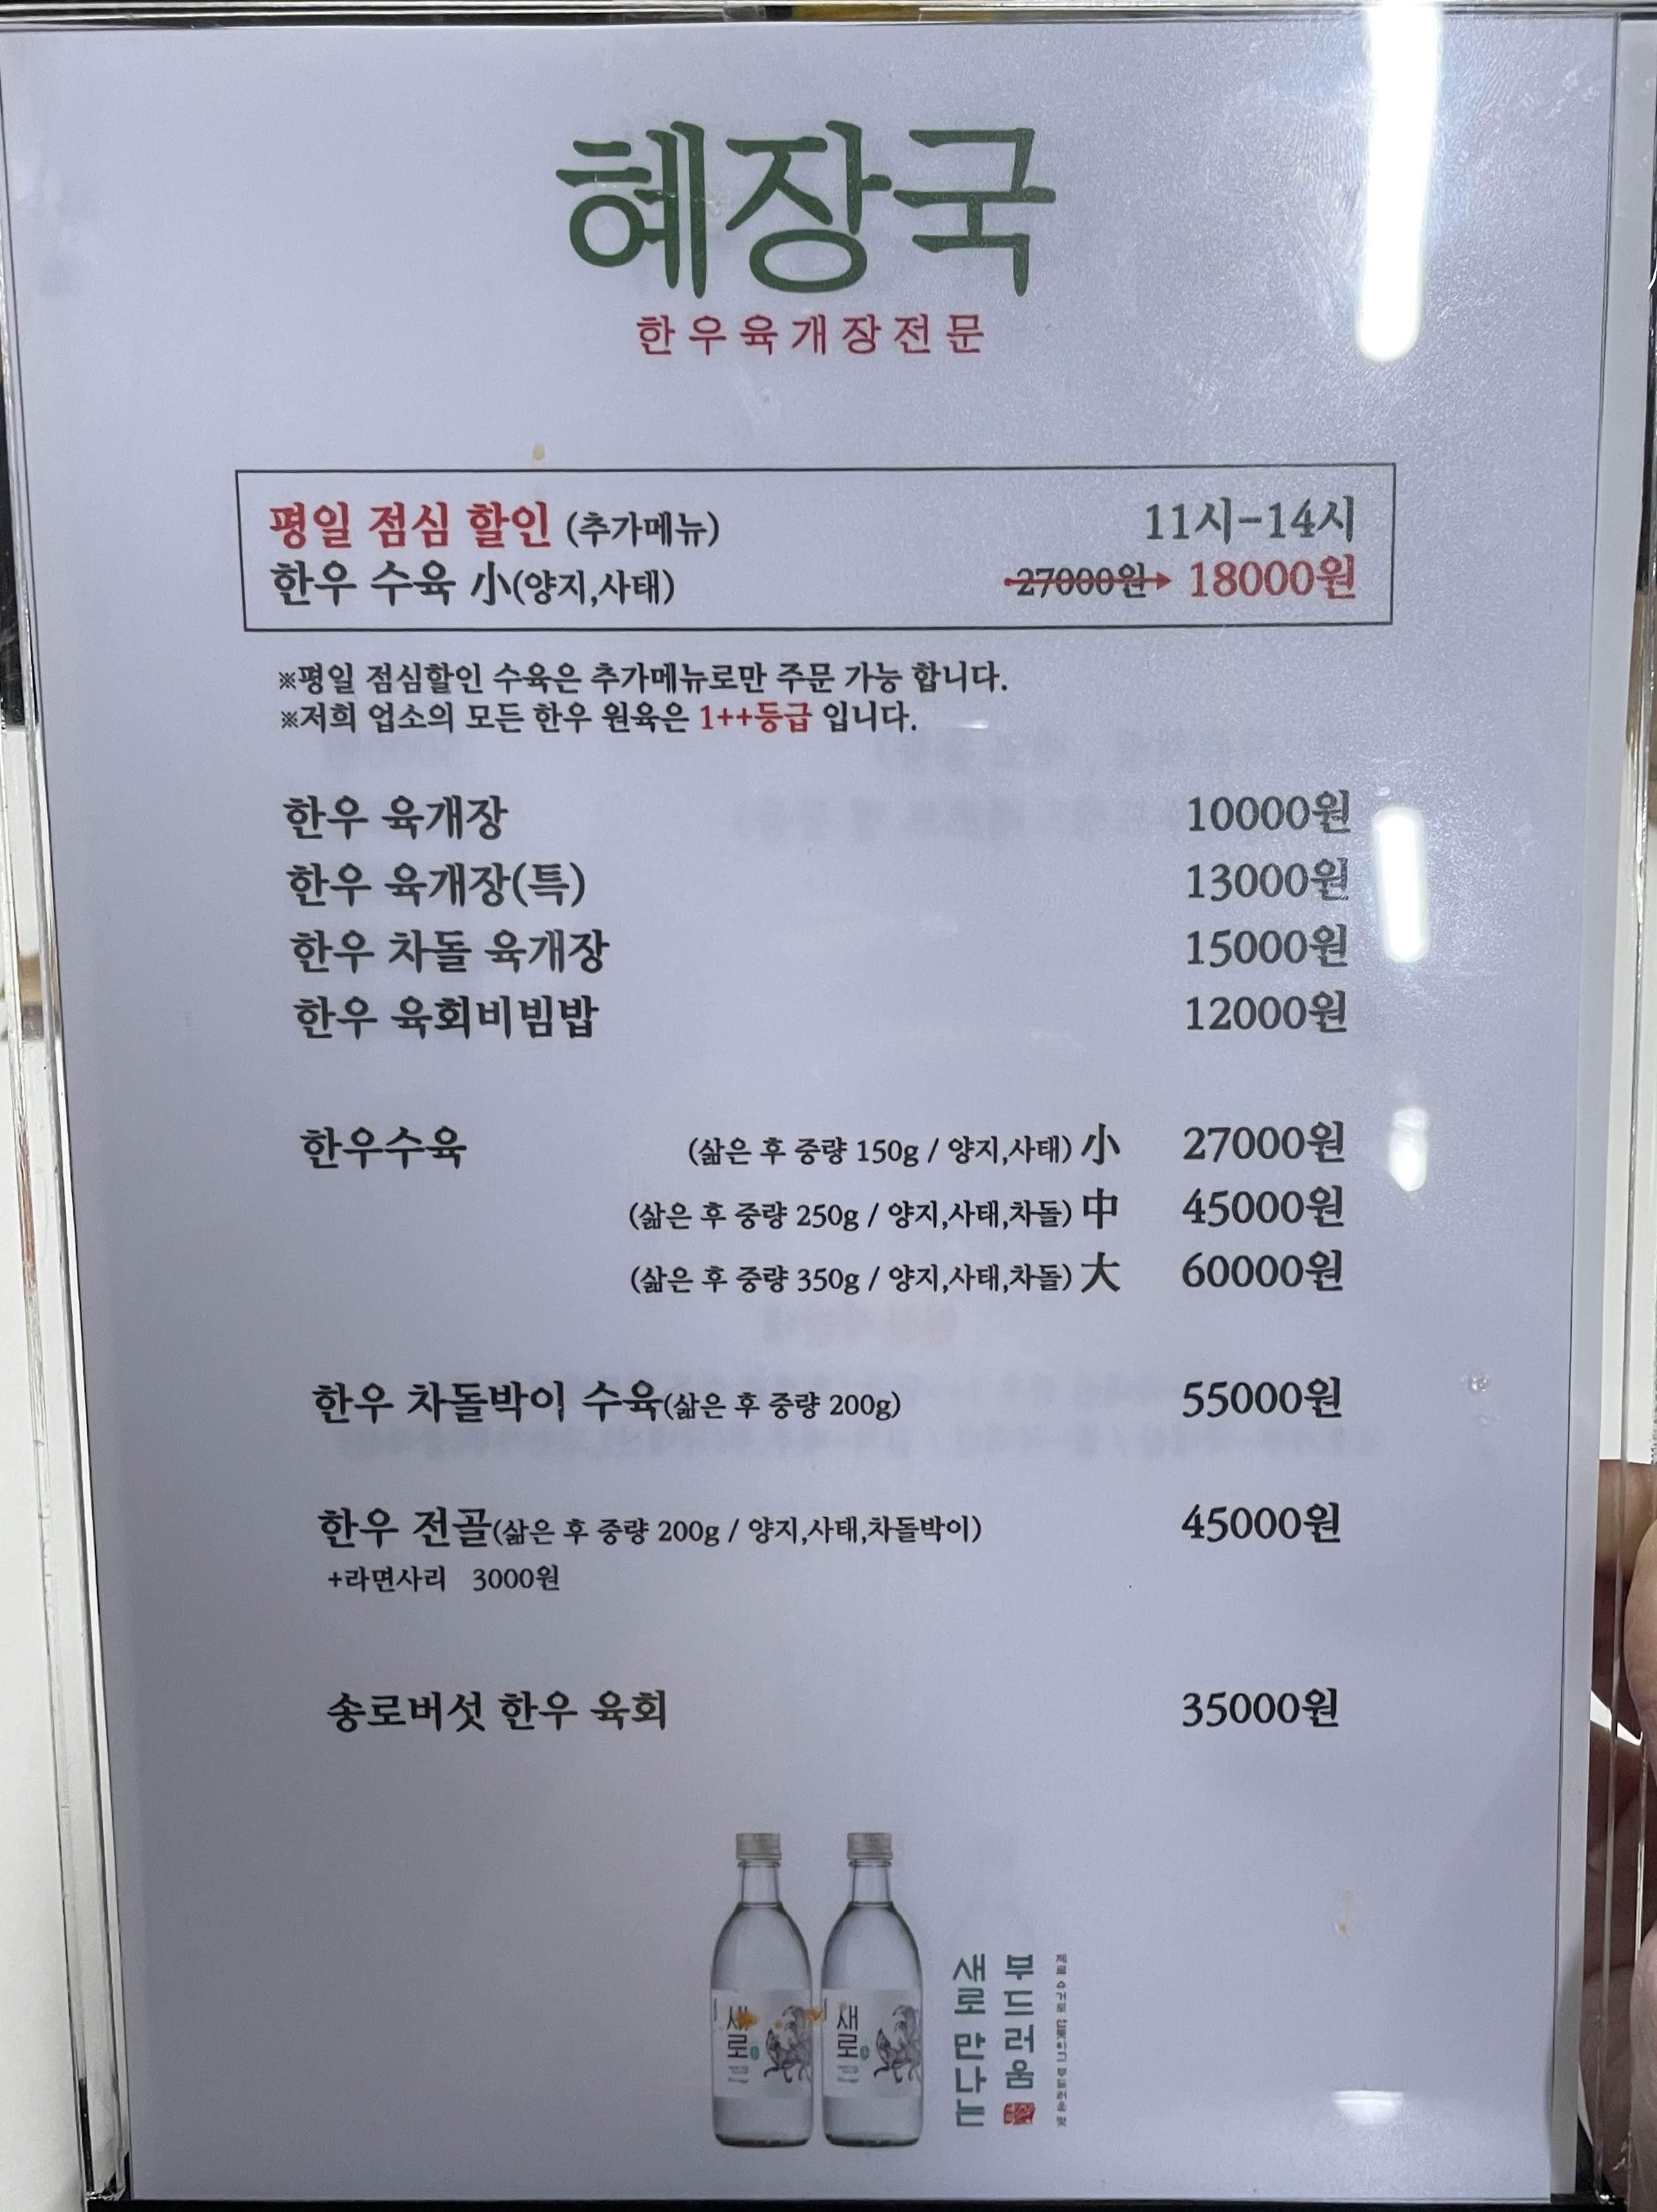 혜장국
한우육개장전문
평일 점심 할인 (추가메뉴) 11시-14시
한우 수육 小(양지,사태) 27000원 18000원
※평일 점심할인 수육은 추가메뉴로만 주문 가능 합니다.
※저희 업소의 모든 한우 원육은 1++등급 입니다.
한우 육개장 10000원
한우 육개장(특) 13000원
한우 차돌 육개장 15000원
한우 육회비빔밥 12000원
한우수육 (삶은 후 중량 150g / 양지,사태) 小 27000원
(삶은 후 중량 250g / 양지,사태,차돌) 中 45000원
(삶은 후 중량 350g / 양지,사태,차돌) 大 60000원
한우 차돌박이 수육(삶은 후 중량 200g) 55000원
한우 전골(삶은 후 중량 200g / 양지,사태,차돌박이) 45000원
+라면사리 3000원
송로버섯 한우 육회 35000원
새로
새로
제로 슈거로 산뜻하고 부드러운 맛
부드러움
새로 만나는